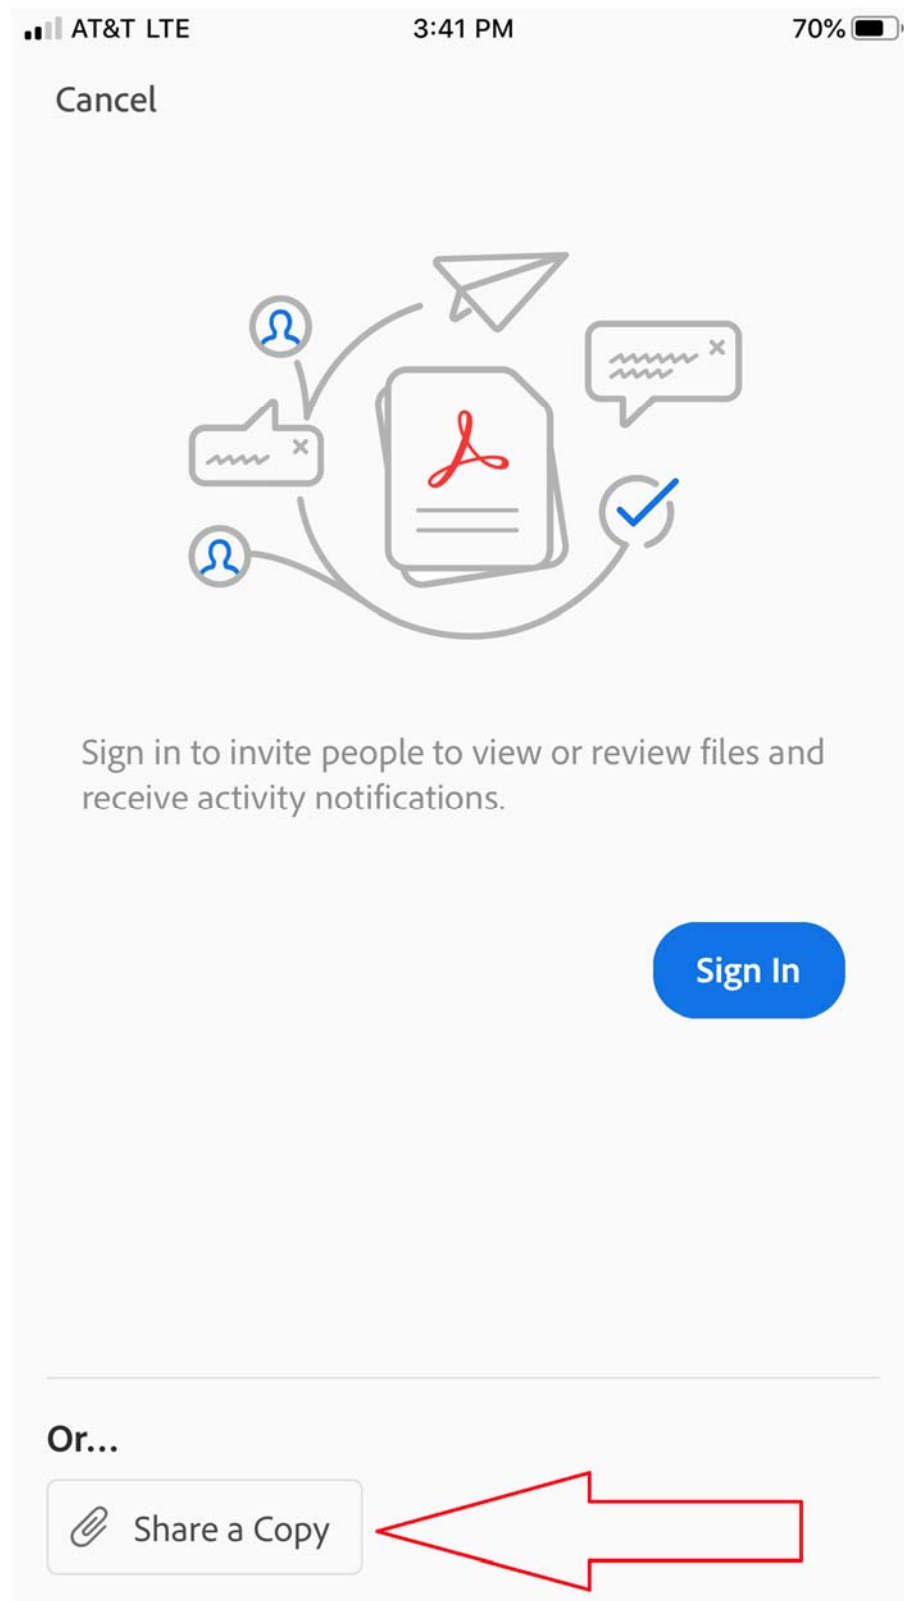 AT&T LTE 3:41 PM 70%
Cancel
Sign in to invite people to view or review files and
receive activity notifications.
Sign In
Or...
Share a Copy